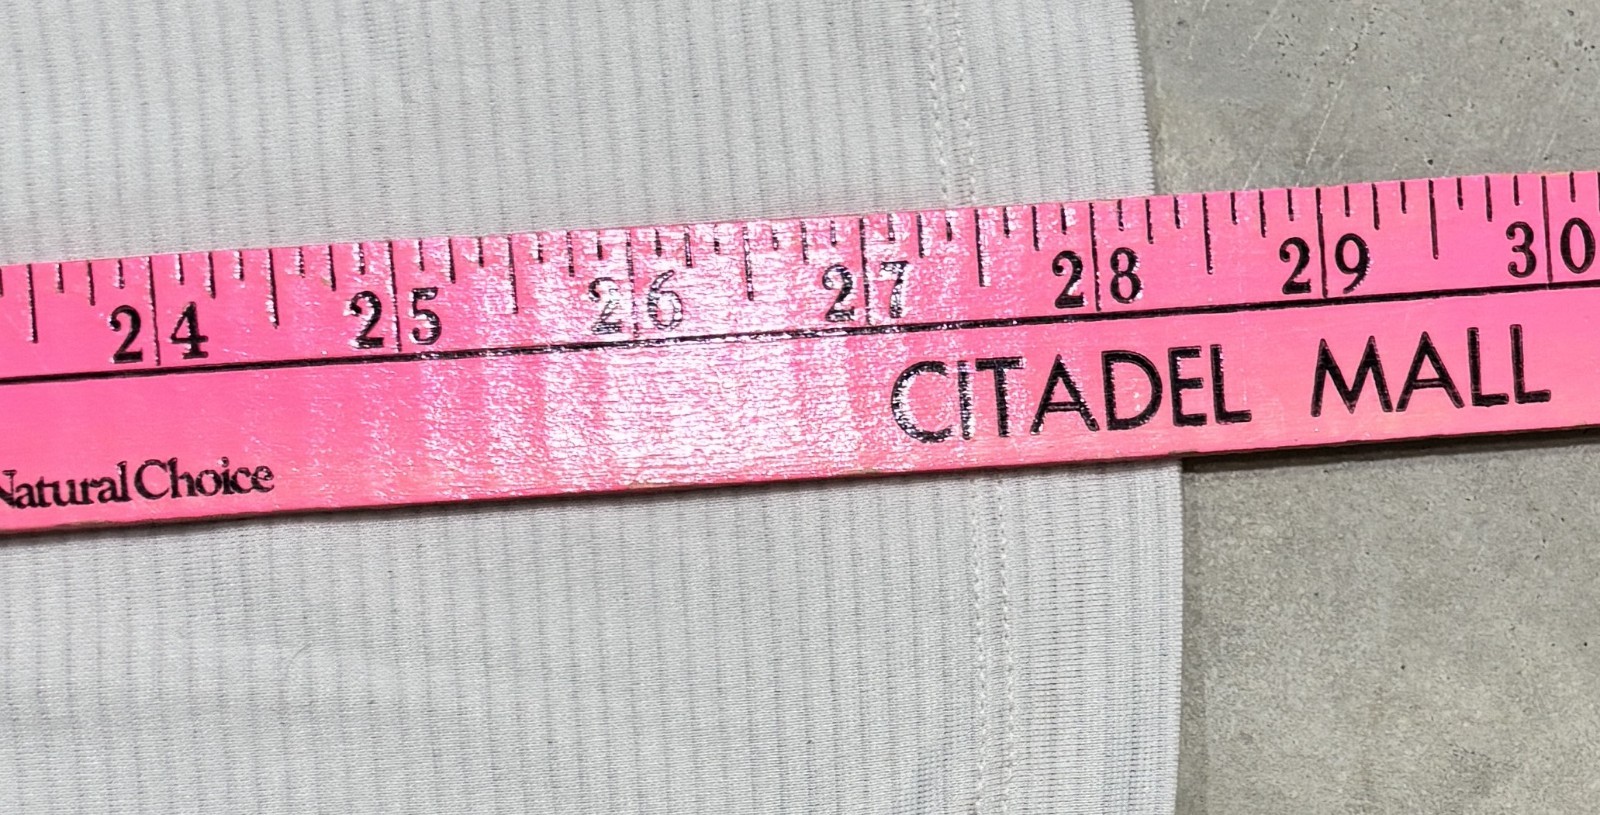 24 25 26 27 28 29 30
CITADEL MALL
Natural Choice